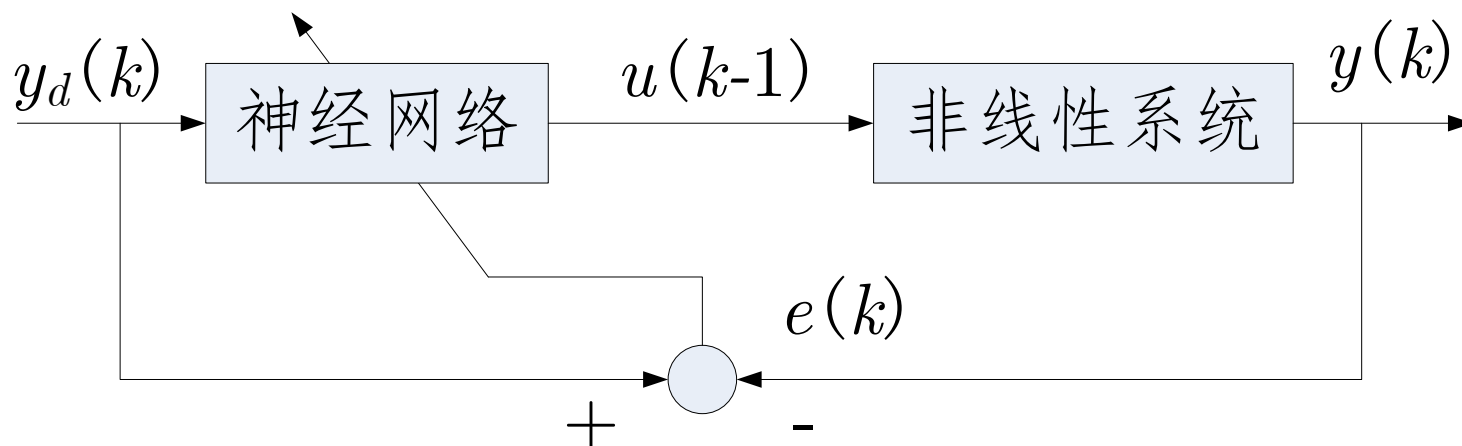 y_d(k)
神经网络
u(k-1)
非线性系统
y(k)
e(k)
+
-